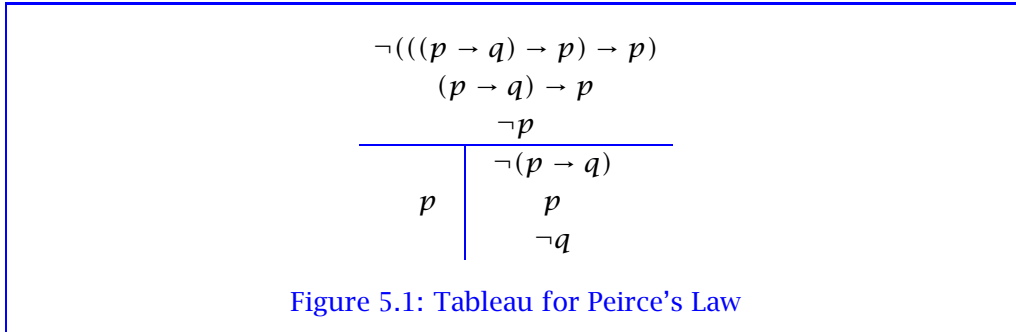 ¬(((p → q) → p) → p)
(p → q) → p
¬p
¬(p → q)
p p
¬q
Figure 5.1: Tableau for Peirce's Law